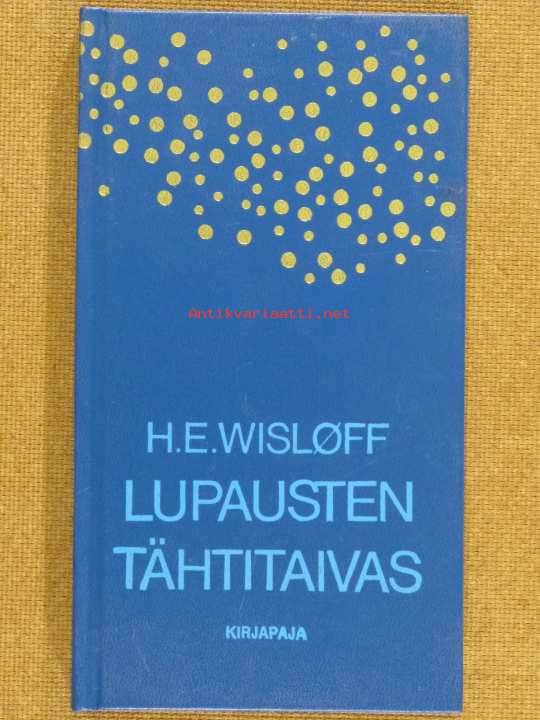 Antikvariaatti.net
H.E.WISLØFF
LUPAUSTEN
TÄHTITAIVAS
KIRJAPAJA